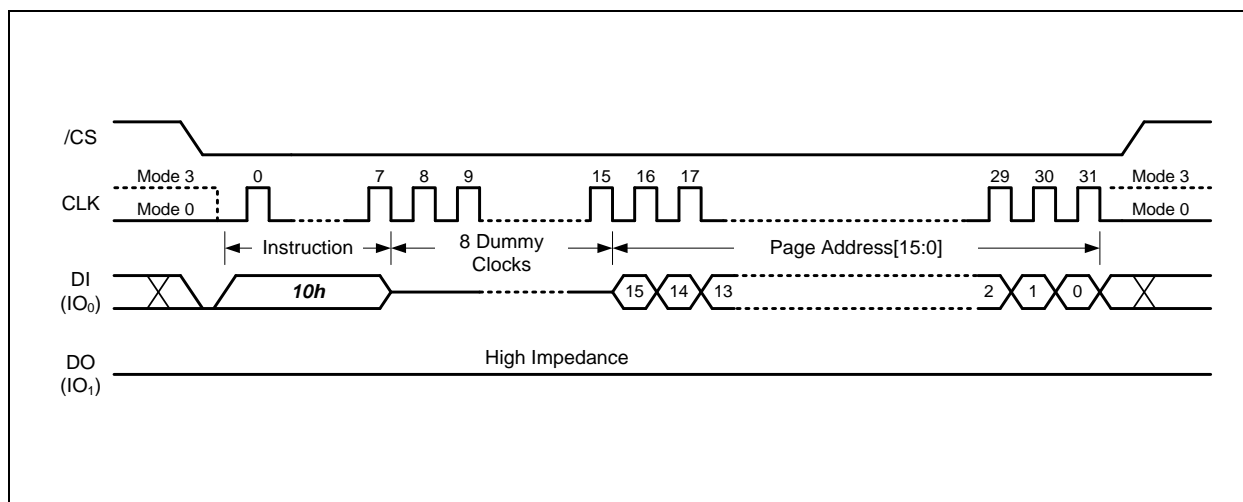 /CS
Mode 3 0 7 8 9 15 16 17 29 30 31 Mode 3
CLK
Mode 0 Mode 0
Instruction 8 Dummy Clocks Page Address[15:0]
DI (IO₀) 10h 15 14 13 2 1 0
DO (IO₁) High Impedance